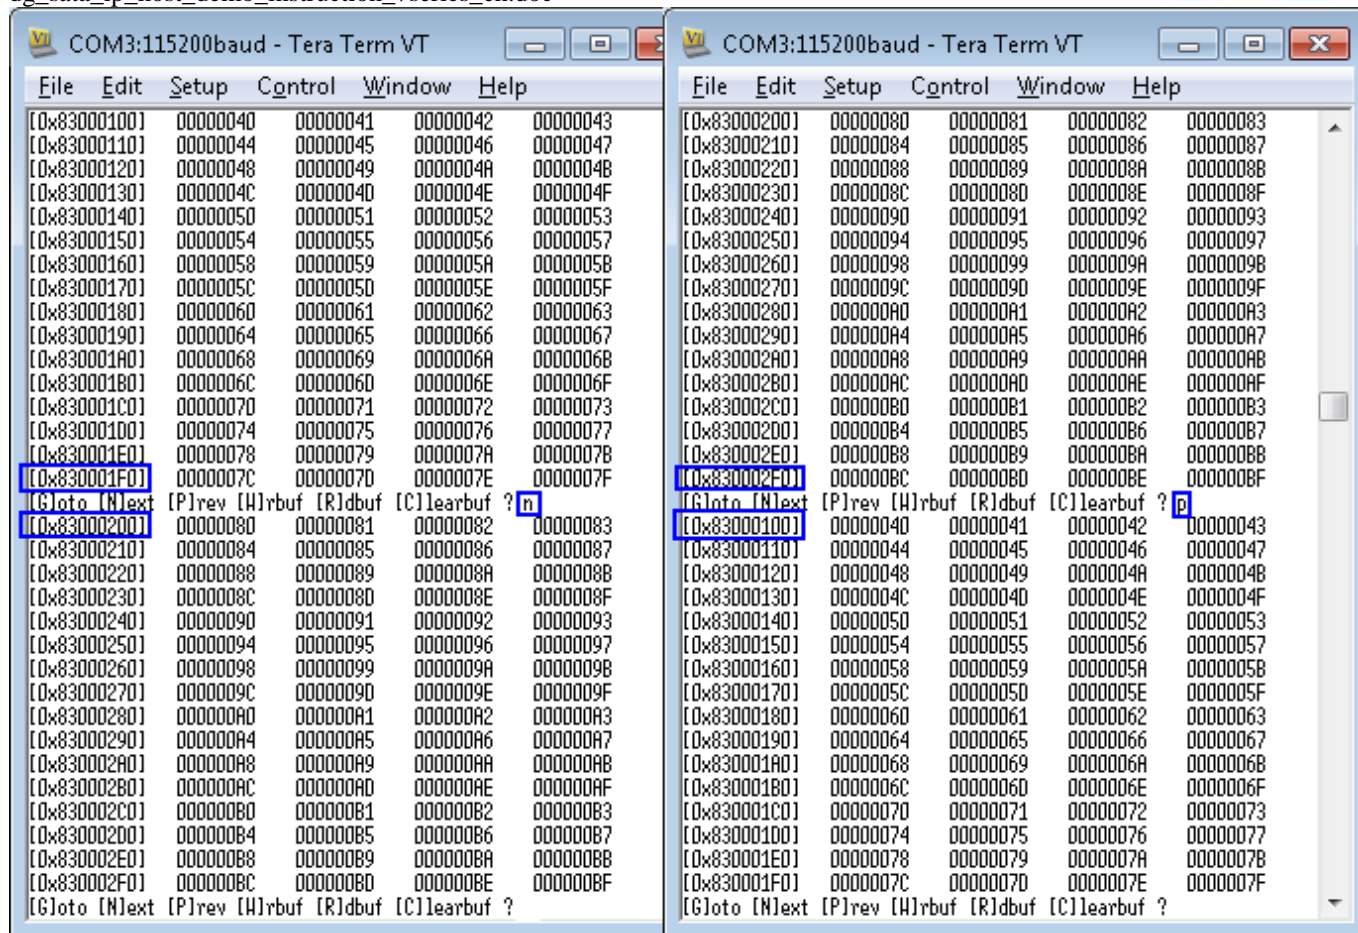 dg_sata_ip_host_demo_instruction_7series_en.doc
COM3:115200baud - Tera Term VT
File Edit Setup Control Window Help
[0x83000100] 00000040 00000041 00000042 00000043
[0x83000110] 00000044 00000045 00000046 00000047
[0x83000120] 00000048 00000049 0000004A 0000004B
[0x83000130] 0000004C 0000004D 0000004E 0000004F
[0x83000140] 00000050 00000051 00000052 00000053
[0x83000150] 00000054 00000055 00000056 00000057
[0x83000160] 00000058 00000059 0000005A 0000005B
[0x83000170] 0000005C 0000005D 0000005E 0000005F
[0x83000180] 00000060 00000061 00000062 00000063
[0x83000190] 00000064 00000065 00000066 00000067
[0x830001A0] 00000068 00000069 0000006A 0000006B
[0x830001B0] 0000006C 0000006D 0000006E 0000006F
[0x830001C0] 00000070 00000071 00000072 00000073
[0x830001D0] 00000074 00000075 00000076 00000077
[0x830001E0] 00000078 00000079 0000007A 0000007B
[0x830001F0] 0000007C 0000007D 0000007E 0000007F
[G]oto [N]ext [P]rev [W]rbuf [R]dbuf [C]learbuf ? n
[0x83000200] 00000080 00000081 00000082 00000083
[0x83000210] 00000084 00000085 00000086 00000087
[0x83000220] 00000088 00000089 0000008A 0000008B
[0x83000230] 0000008C 0000008D 0000008E 0000008F
[0x83000240] 00000090 00000091 00000092 00000093
[0x83000250] 00000094 00000095 00000096 00000097
[0x83000260] 00000098 00000099 0000009A 0000009B
[0x83000270] 0000009C 0000009D 0000009E 0000009F
[0x83000280] 000000A0 000000A1 000000A2 000000A3
[0x83000290] 000000A4 000000A5 000000A6 000000A7
[0x830002A0] 000000A8 000000A9 000000AA 000000AB
[0x830002B0] 000000AC 000000AD 000000AE 000000AF
[0x830002C0] 000000B0 000000B1 000000B2 000000B3
[0x830002D0] 000000B4 000000B5 000000B6 000000B7
[0x830002E0] 000000B8 000000B9 000000BA 000000BB
[0x830002F0] 000000BC 000000BD 000000BE 000000BF
[G]oto [N]ext [P]rev [W]rbuf [R]dbuf [C]learbuf ?
COM3:115200baud - Tera Term VT
File Edit Setup Control Window Help
[0x83000200] 00000080 00000081 00000082 00000083
[0x83000210] 00000084 00000085 00000086 00000087
[0x83000220] 00000088 00000089 0000008A 0000008B
[0x83000230] 0000008C 0000008D 0000008E 0000008F
[0x83000240] 00000090 00000091 00000092 00000093
[0x83000250] 00000094 00000095 00000096 00000097
[0x83000260] 00000098 00000099 0000009A 0000009B
[0x83000270] 0000009C 0000009D 0000009E 0000009F
[0x83000280] 000000A0 000000A1 000000A2 000000A3
[0x83000290] 000000A4 000000A5 000000A6 000000A7
[0x830002A0] 000000A8 000000A9 000000AA 000000AB
[0x830002B0] 000000AC 000000AD 000000AE 000000AF
[0x830002C0] 000000B0 000000B1 000000B2 000000B3
[0x830002D0] 000000B4 000000B5 000000B6 000000B7
[0x830002E0] 000000B8 000000B9 000000BA 000000BB
[0x830002F0] 000000BC 000000BD 000000BE 000000BF
[G]oto [N]ext [P]rev [W]rbuf [R]dbuf [C]learbuf ? p
[0x83000100] 00000040 00000041 00000042 00000043
[0x83000110] 00000044 00000045 00000046 00000047
[0x83000120] 00000048 00000049 0000004A 0000004B
[0x83000130] 0000004C 0000004D 0000004E 0000004F
[0x83000140] 00000050 00000051 00000052 00000053
[0x83000150] 00000054 00000055 00000056 00000057
[0x83000160] 00000058 00000059 0000005A 0000005B
[0x83000170] 0000005C 0000005D 0000005E 0000005F
[0x83000180] 00000060 00000061 00000062 00000063
[0x83000190] 00000064 00000065 00000066 00000067
[0x830001A0] 00000068 00000069 0000006A 0000006B
[0x830001B0] 0000006C 0000006D 0000006E 0000006F
[0x830001C0] 00000070 00000071 00000072 00000073
[0x830001D0] 00000074 00000075 00000076 00000077
[0x830001E0] 00000078 00000079 0000007A 0000007B
[0x830001F0] 0000007C 0000007D 0000007E 0000007F
[G]oto [N]ext [P]rev [W]rbuf [R]dbuf [C]learbuf ?